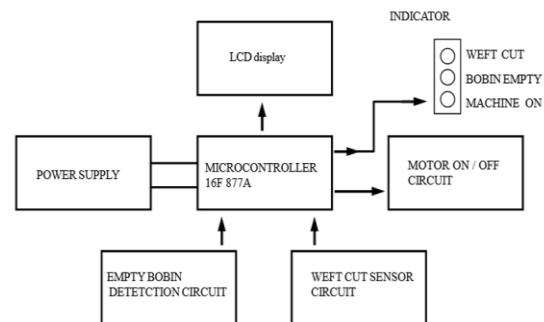 INDICATOR
LCD display
WEFT CUT
BOBIN EMPTY
MACHINE ON
POWER SUPPLY
MICROCONTROLLER
16F 877A
MOTOR ON / OFF
CIRCUIT
EMPTY BOBIN
DETETCTION CIRCUIT
WEFT CUT SENSOR
CIRCUIT